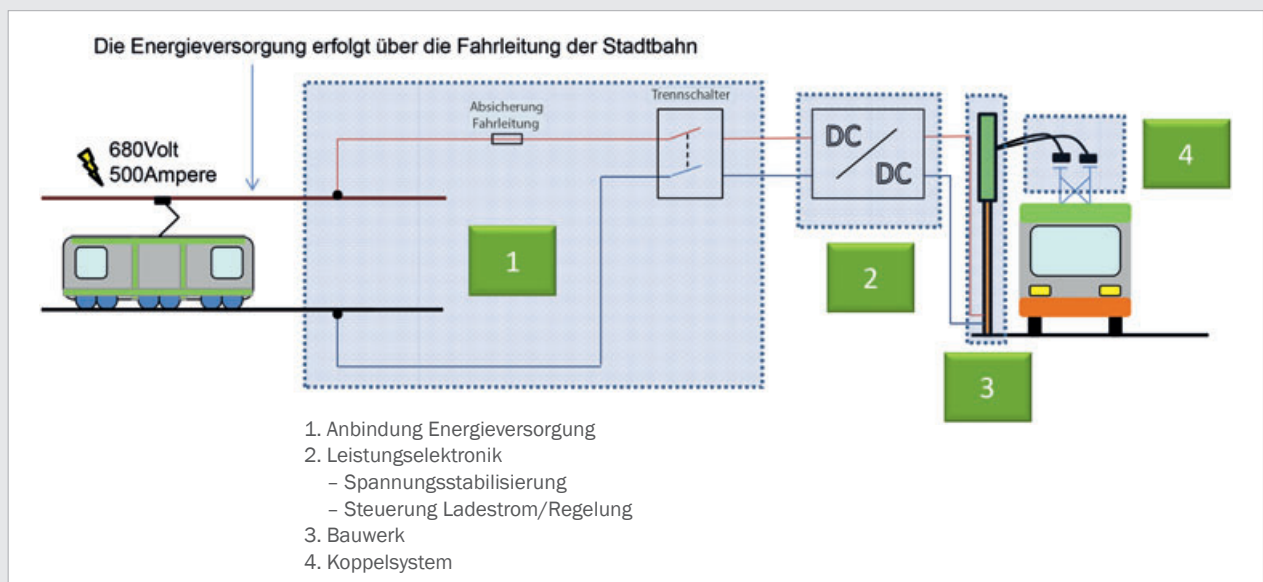 Die Energieversorgung erfolgt über die Fahrleitung der Stadtbahn
680Volt
500Ampere
Absicherung
Fahrleitung
Trennschalter
DC
DC
1
2
3
4
1. Anbindung Energieversorgung
2. Leistungselektronik
– Spannungsstabilisierung
– Steuerung Ladestrom/Regelung
3. Bauwerk
4. Koppelsystem